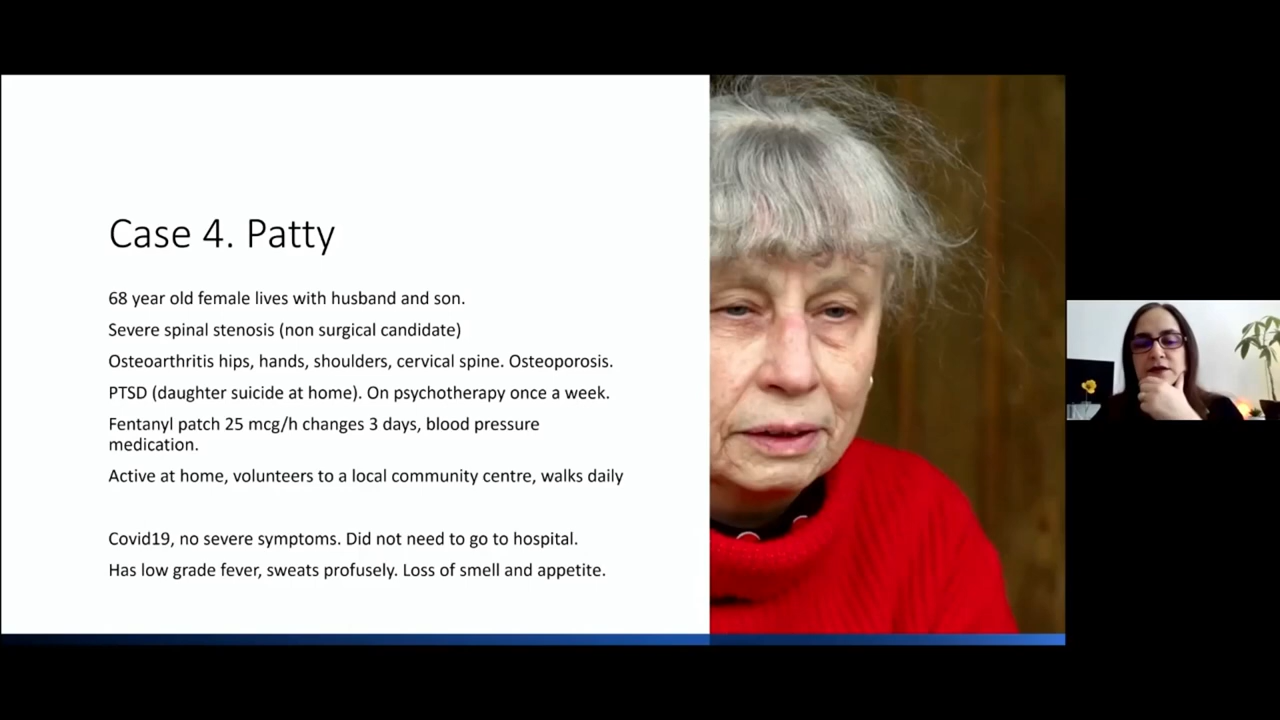 Case 4. Patty
68 year old female lives with husband and son.
Severe spinal stenosis (non surgical candidate)
Osteoarthritis hips, hands, shoulders, cervical spine. Osteoporosis.
PTSD (daughter suicide at home). On psychotherapy once a week.
Fentanyl patch 25 mcg/h changes 3 days, blood pressure
medication.
Active at home, volunteers to a local community centre, walks daily
Covid19, no severe symptoms. Did not need to go to hospital.
Has low grade fever, sweats profusely. Loss of smell and appetite.